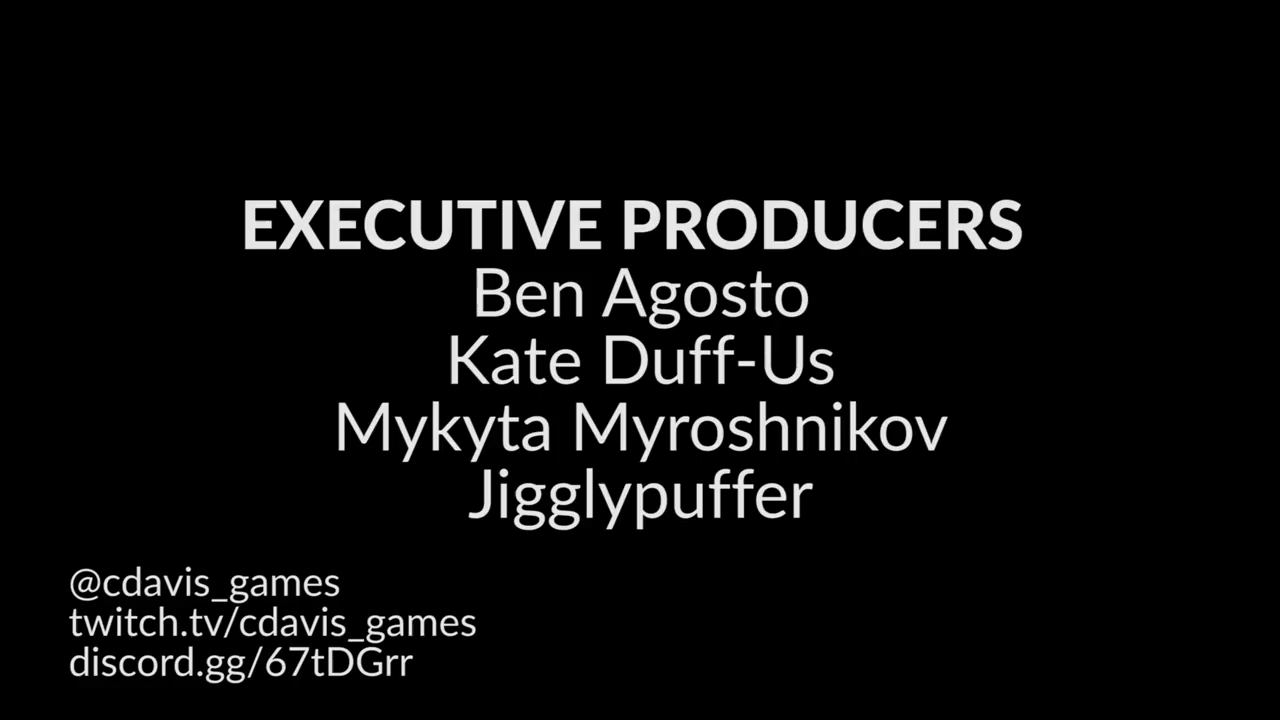 EXECUTIVE PRODUCERS
Ben Agosto
Kate Duff-Us
Mykyta Myroshnikov
Jigglypuffer
@cdavis_games
twitch.tv/cdavis_games
discord.gg/67tDGrr